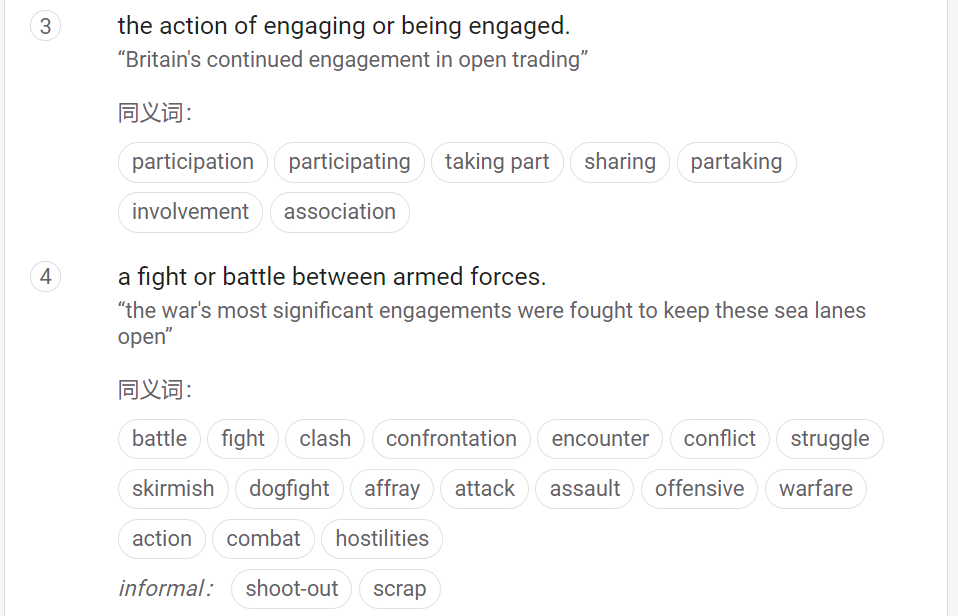 3 the action of engaging or being engaged.
“Britain's continued engagement in open trading”
同义词：
participation participating taking part sharing partaking
involvement association
4 a fight or battle between armed forces.
“the war's most significant engagements were fought to keep these sea lanes
open”
同义词：
battle fight clash confrontation encounter conflict struggle
skirmish dogfight affray attack assault offensive warfare
action combat hostilities
informal： shoot-out scrap